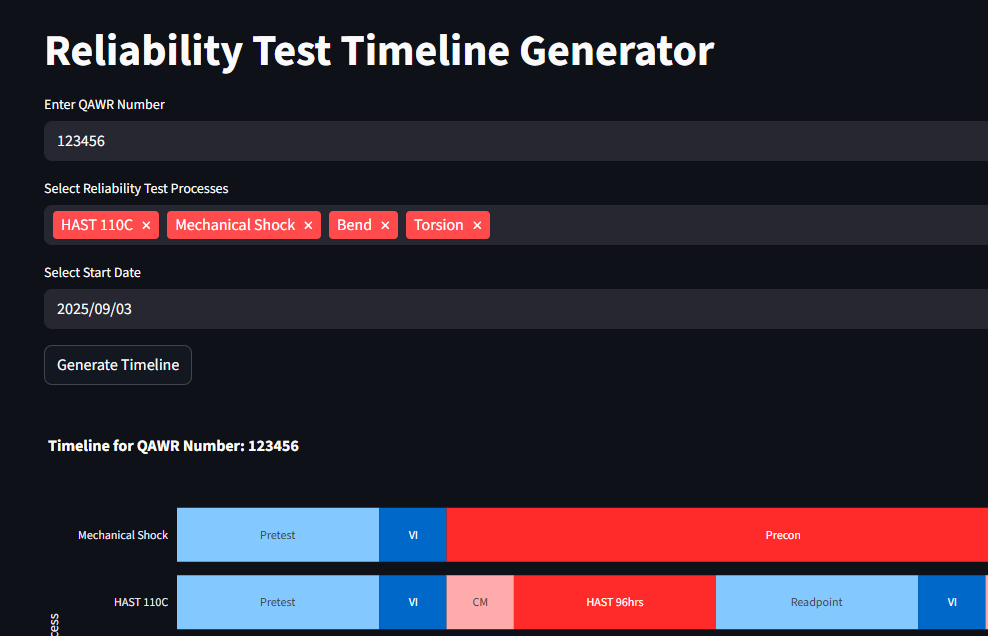 Reliability Test Timeline Generator
Enter QAWR Number
123456
Select Reliability Test Processes
HAST 110C × Mechanical Shock × Bend × Torsion ×
Select Start Date
2025/09/03
Generate Timeline
Timeline for QAWR Number: 123456
Mechanical Shock Pretest VI Precon
HAST 110C Pretest VI CM HAST 96hrs Readpoint VI